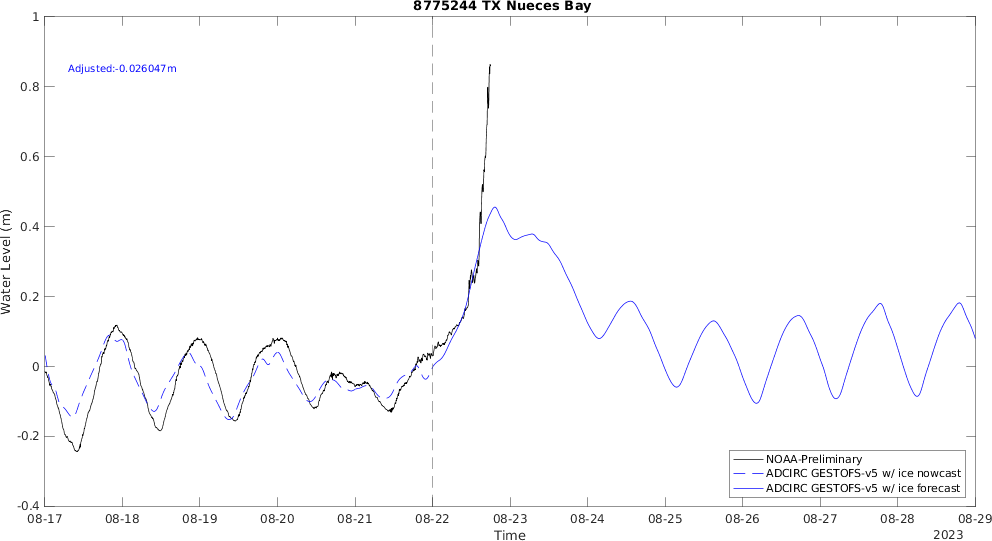 8775244 TX Nueces Bay
1
0.8
0.6
0.4
0.2
0
-0.2
-0.4
Water Level (m)
Adjusted:-0.026047m
NOAA-Preliminary
ADCIRC GESTOFS-v5 w/ ice nowcast
ADCIRC GESTOFS-v5 w/ ice forecast
08-17 08-18 08-19 08-20 08-21 08-22 08-23 08-24 08-25 08-26 08-27 08-28 08-29
Time
2023